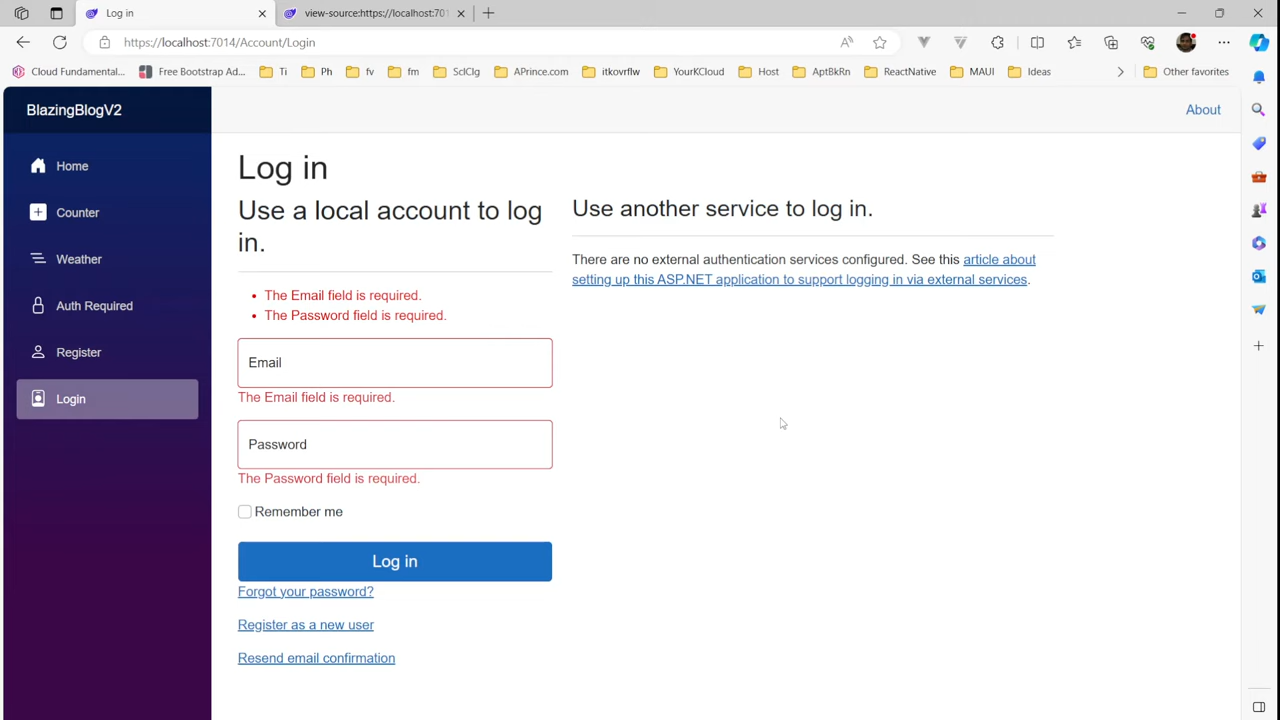 Log in
view-source:https://localhost:701
https://localhost:7014/Account/Login
Cloud Fundamental...
Free Bootstrap Ad...
Ti
Ph
fv
fm
SclClg
APrince.com
itkovrflw
YourKCloud
Host
AptBkRn
ReactNative
MAUI
Ideas
Other favorites
BlazingBlogV2
About
Home
Counter
Weather
Auth Required
Register
Login
Log in
Use a local account to log
in.
The Email field is required.
The Password field is required.
Email
The Email field is required.
Password
The Password field is required.
Remember me
Log in
Forgot your password?
Register as a new user
Resend email confirmation
Use another service to log in.
There are no external authentication services configured. See this article about
setting up this ASP.NET application to support logging in via external services.